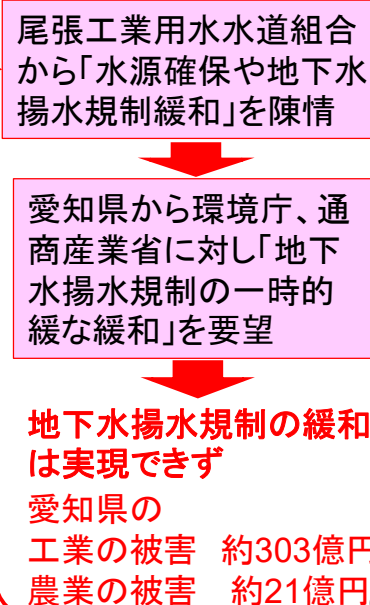 尾張工業用水水道組合
から「水源確保や地下水
揚水規制緩和」を陳情
愛知県から環境庁、通
商産業省に対し「地下
水揚水規制の一時的
緩な緩和」を要望
地下水揚水規制の緩和
は実現できず
愛知県の
工業の被害 約303億円
農業の被害 約21億円